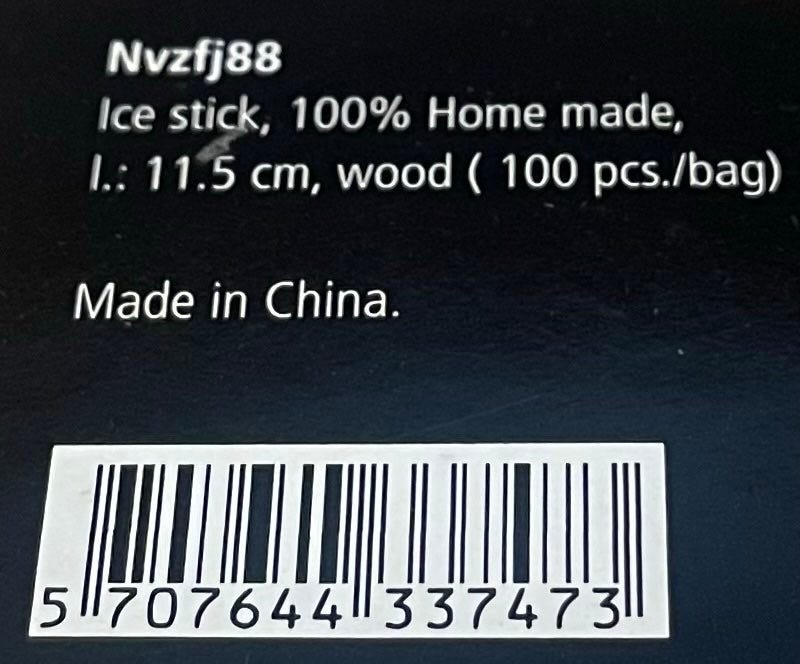 Nvzfj88
Ice stick, 100% Home made,
l.: 11.5 cm, wood ( 100 pcs./bag)
Made in China.
5 707644 337473